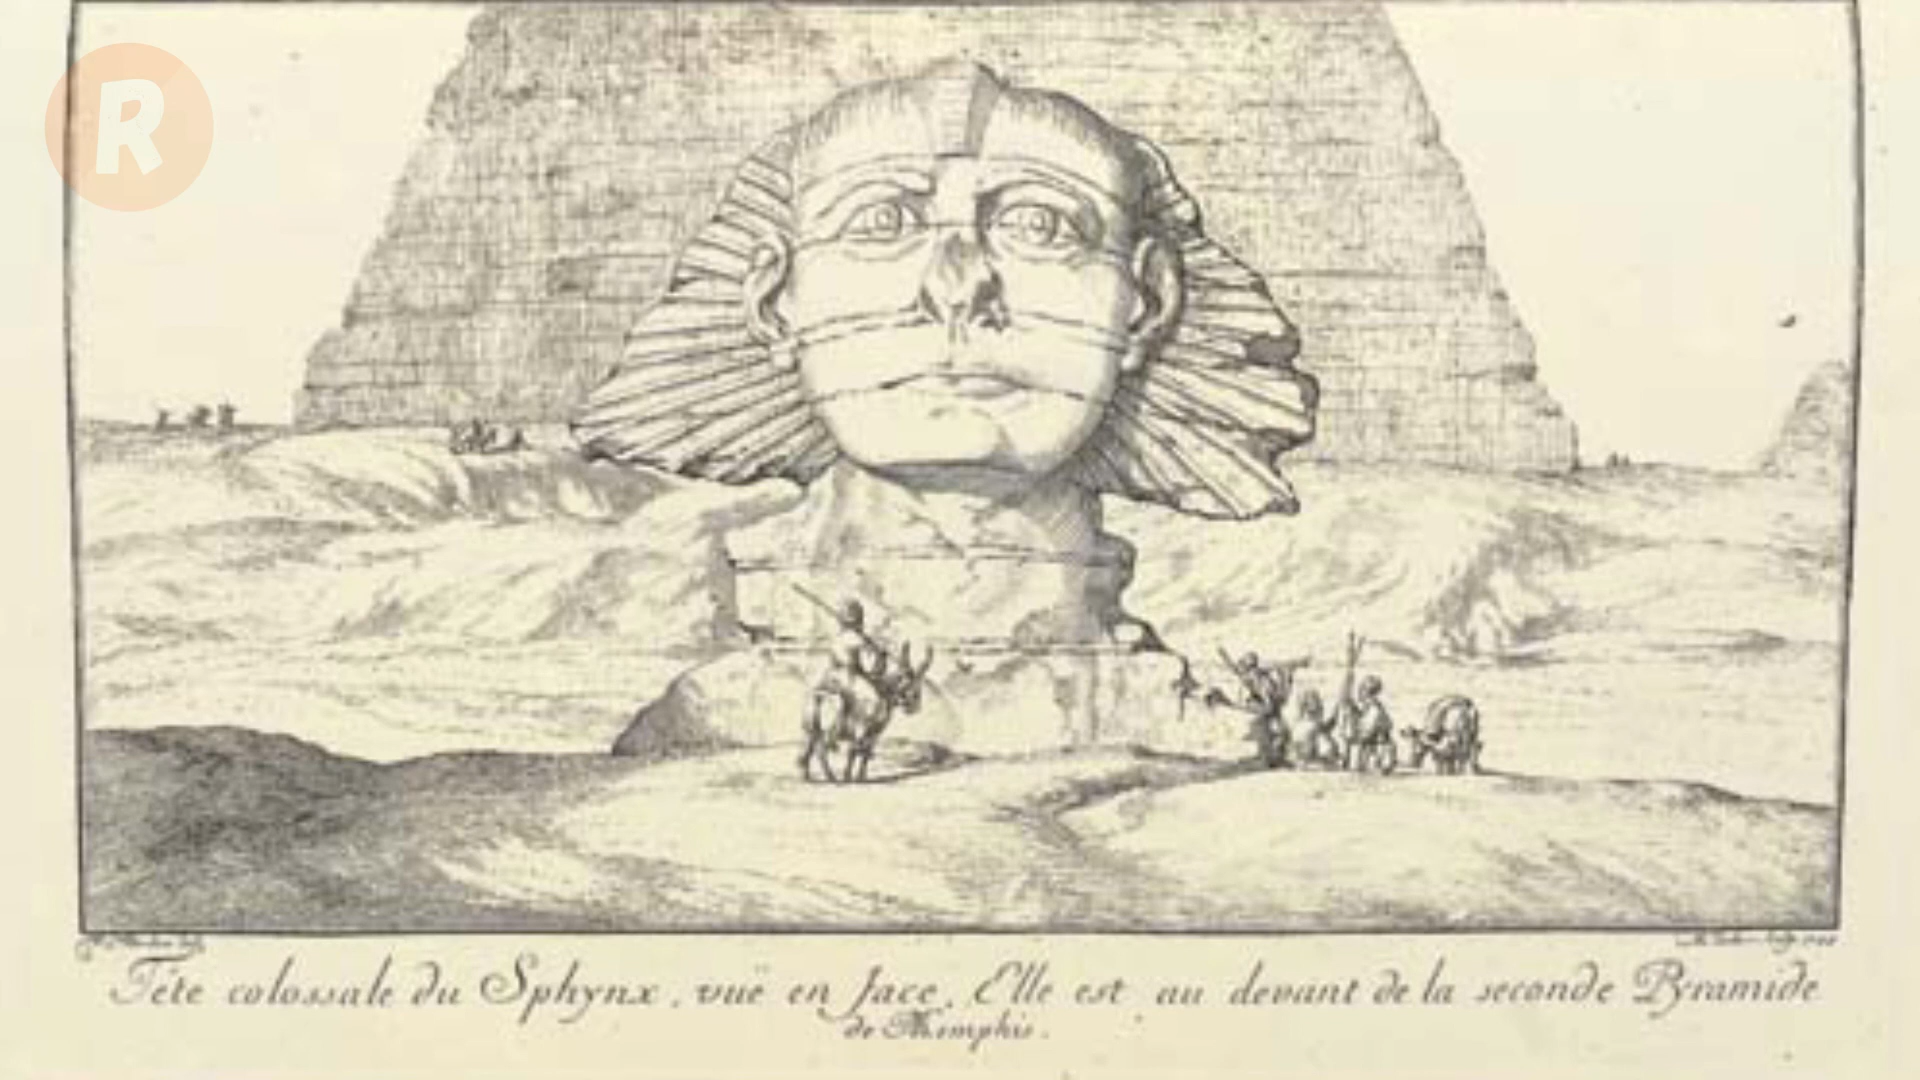 R
Tête colossale du Sphynx, vuë en face. Elle est au devant de la seconde Pyramide
de Memphis.